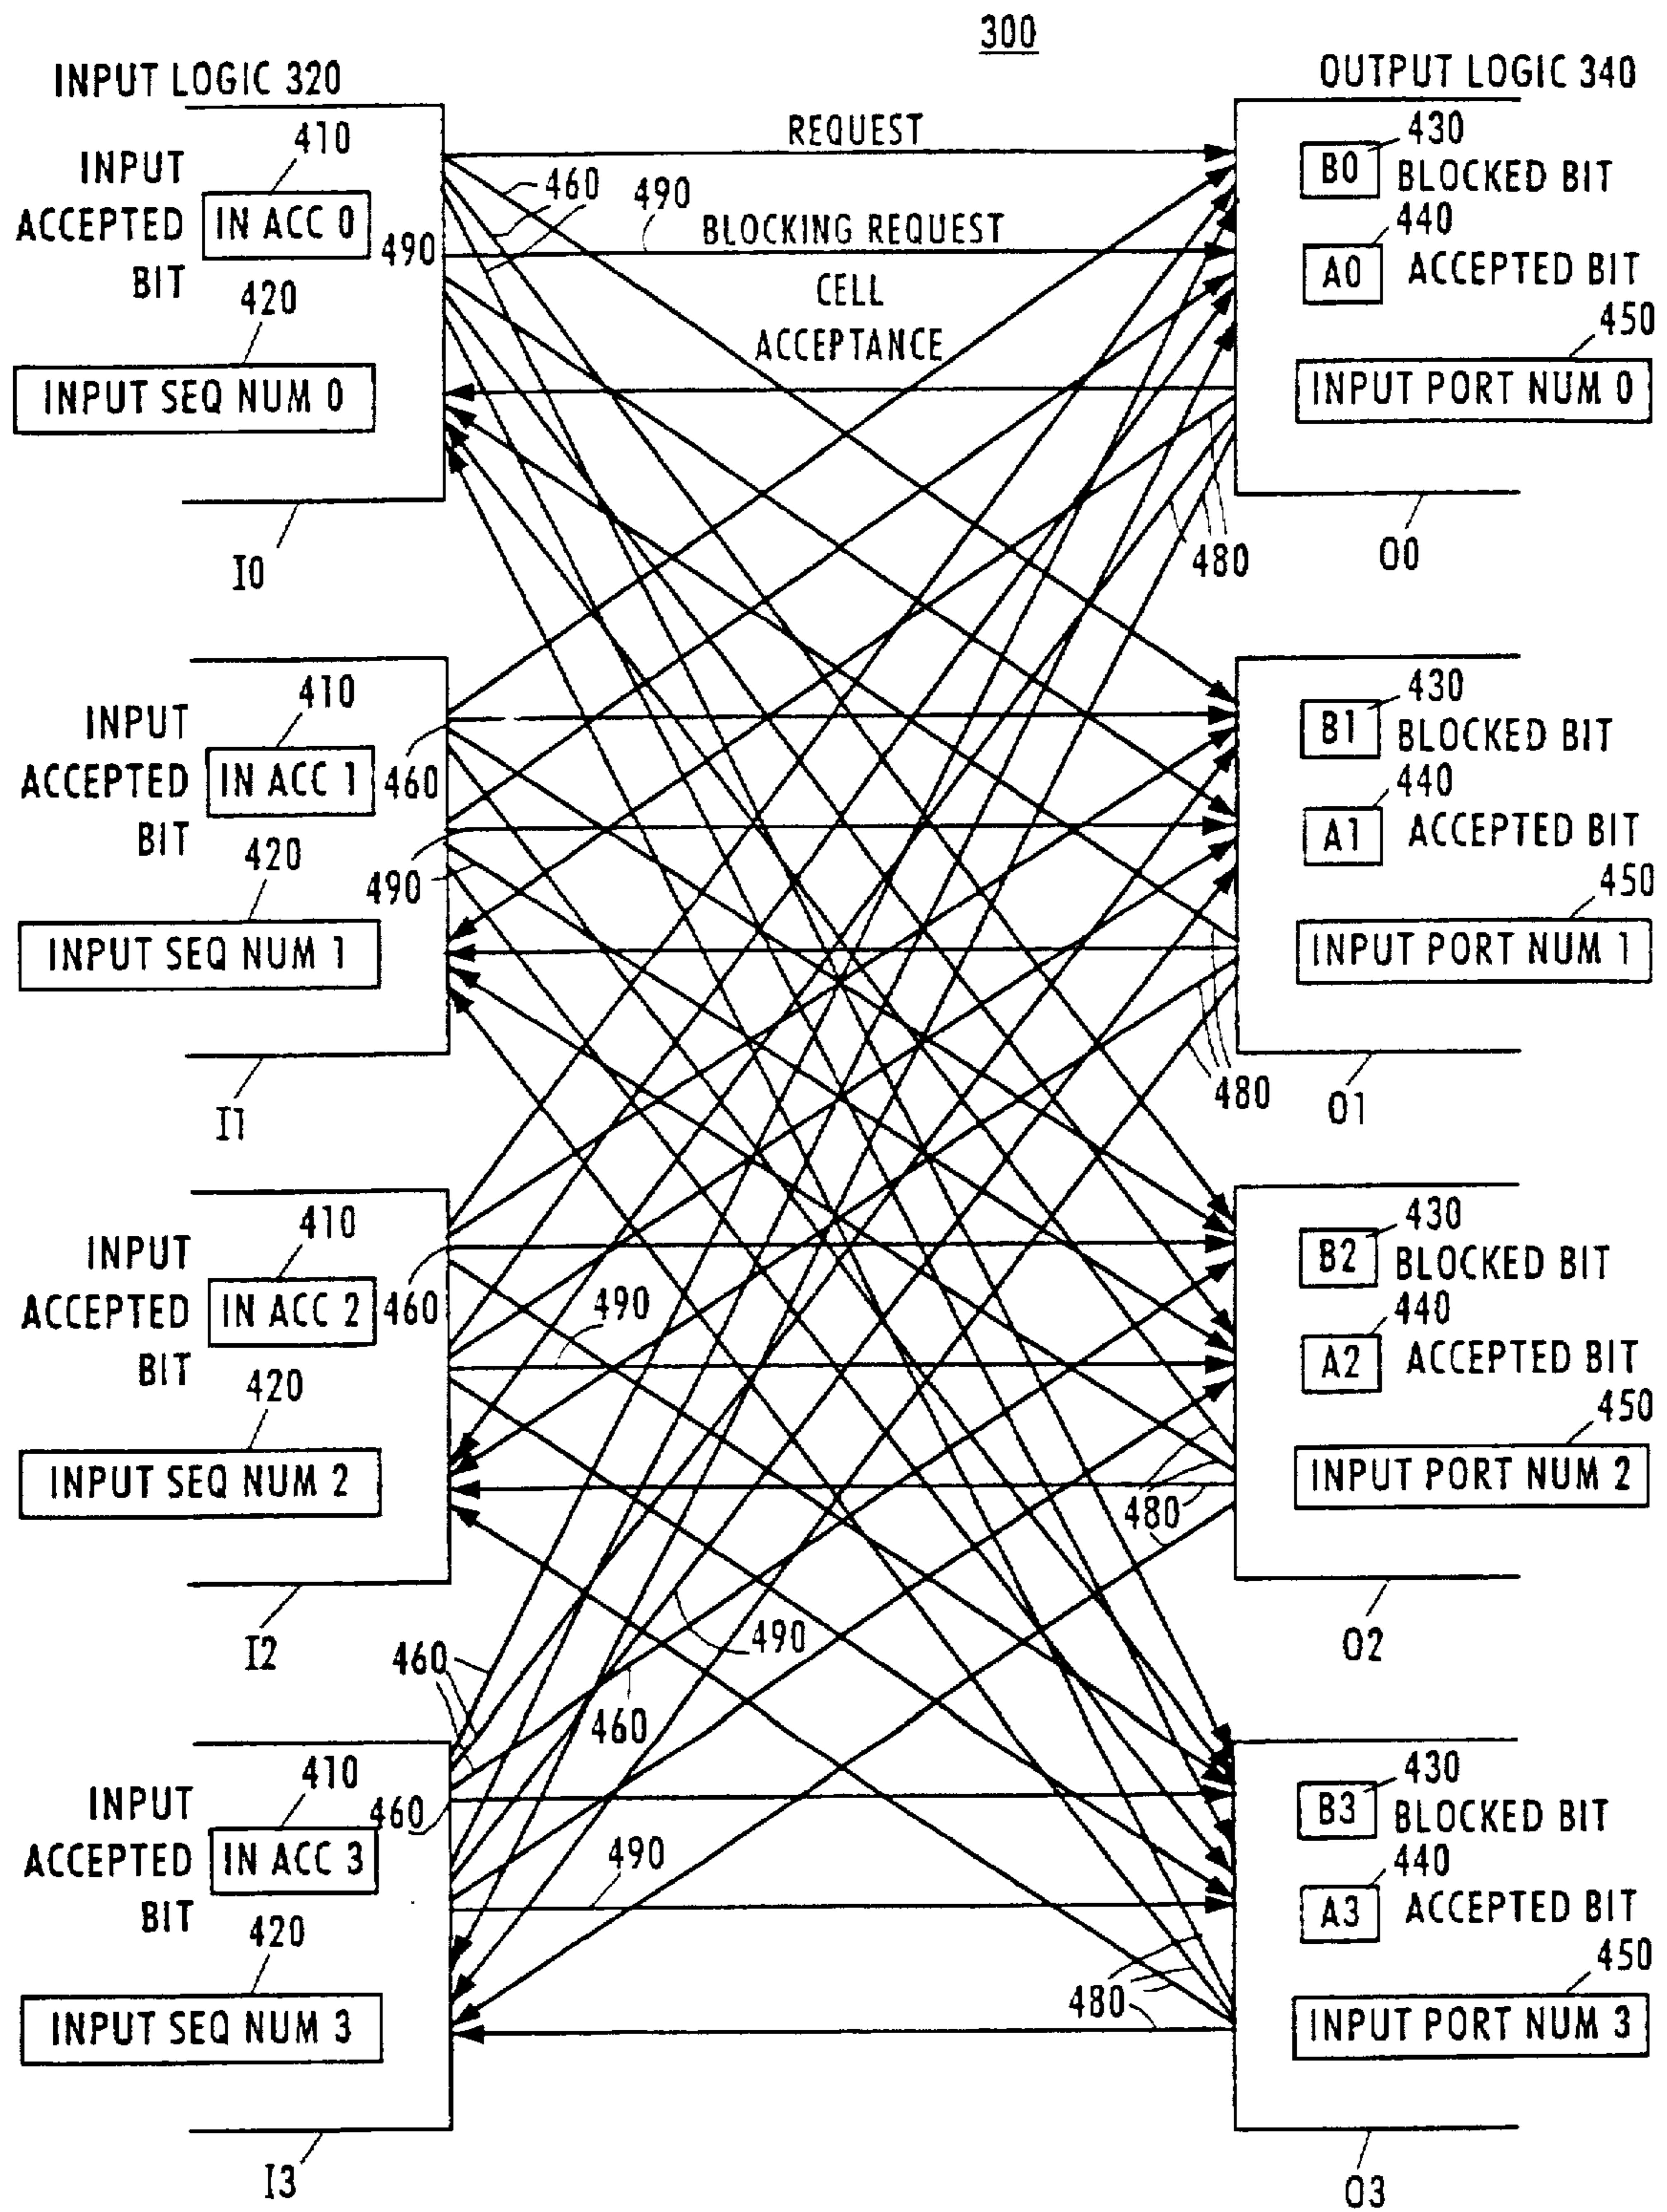 300
INPUT LOGIC 320
OUTPUT LOGIC 340
410
INPUT
ACCEPTED
BIT
IN ACC 0
490
420
INPUT SEQ NUM 0
I0
REQUEST
460
490
BLOCKING REQUEST
CELL
ACCEPTANCE
430
B0
BLOCKED BIT
440
A0
ACCEPTED BIT
450
INPUT PORT NUM 0
480
O0
410
INPUT
ACCEPTED
BIT
IN ACC 1
460
490
420
INPUT SEQ NUM 1
I1
430
B1
BLOCKED BIT
440
A1
ACCEPTED BIT
450
INPUT PORT NUM 1
480
O1
410
INPUT
ACCEPTED
BIT
IN ACC 2
460
490
420
INPUT SEQ NUM 2
I2
430
B2
BLOCKED BIT
440
A2
ACCEPTED BIT
450
INPUT PORT NUM 2
480
O2
490
460
460
410
INPUT
ACCEPTED
BIT
IN ACC 3
460
490
420
INPUT SEQ NUM 3
I3
430
B3
BLOCKED BIT
440
A3
ACCEPTED BIT
450
INPUT PORT NUM 3
480
O3